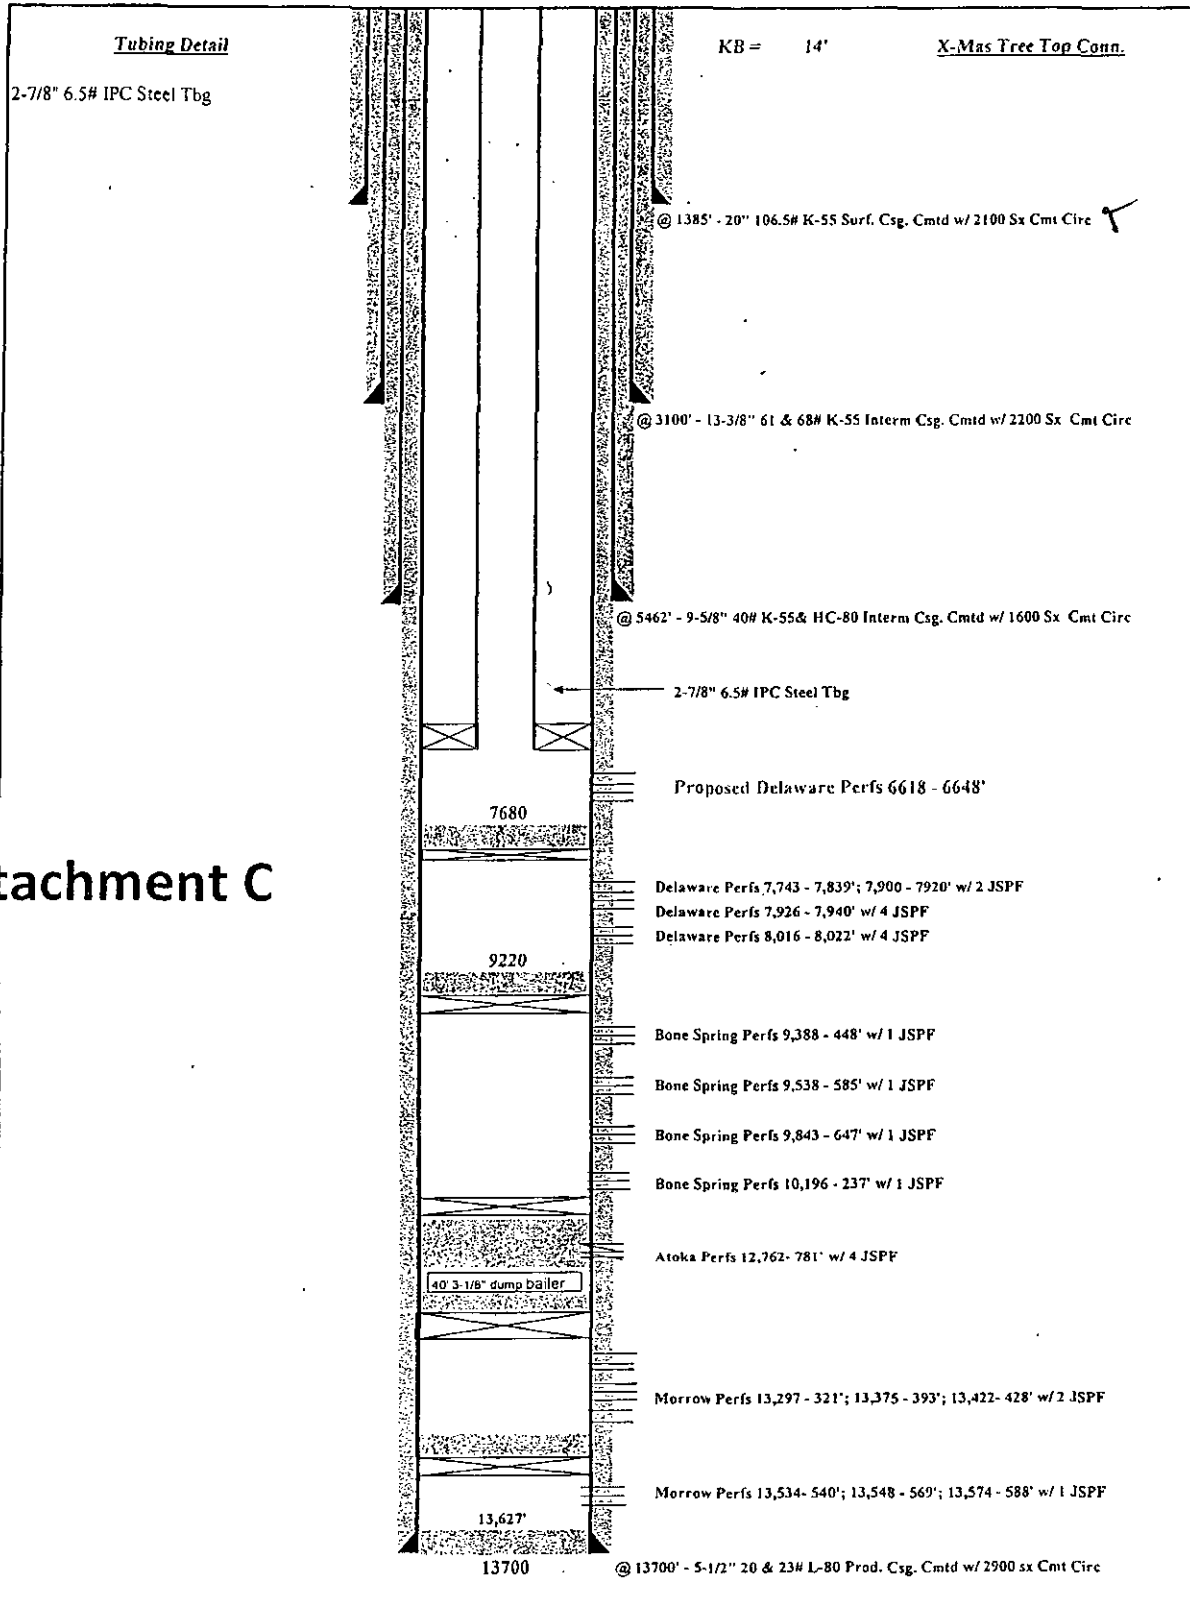 Tubing Detail
KB = 14'
X-Mas Tree Top Conn.
2-7/8" 6.5# IPC Steel Tbg
@ 1385' - 20" 106.5# K-55 Surf. Csg. Cmtd w/ 2100 Sx Cmt Circ
@ 3100' - 13-3/8" 61 & 68# K-55 Interm Csg. Cmtd w/ 2200 Sx Cmt Circ
@ 5462' - 9-5/8" 40# K-55& HC-80 Interm Csg. Cmtd w/ 1600 Sx Cmt Circ
2-7/8" 6.5# IPC Steel Tbg
Proposed Delaware Perfs 6618 - 6648'
7680
tachment C
Delaware Perfs 7,743 - 7,839'; 7,900 - 7920' w/ 2 JSPF
Delaware Perfs 7,926 - 7,940' w/ 4 JSPF
Delaware Perfs 8,016 - 8,022' w/ 4 JSPF
9220
Bone Spring Perfs 9,388 - 448' w/ 1 JSPF
Bone Spring Perfs 9,538 - 585' w/ 1 JSPF
Bone Spring Perfs 9,843 - 647' w/ 1 JSPF
Bone Spring Perfs 10,196 - 237' w/ 1 JSPF
Atoka Perfs 12,762- 781' w/ 4 JSPF
40' 3-1/8" dump bailer
Morrow Perfs 13,297 - 321'; 13,375 - 393'; 13,422- 428' w/ 2 JSPF
Morrow Perfs 13,534- 540'; 13,548 - 569'; 13,574 - 588' w/ 1 JSPF
13,627'
13700
@ 13700' - 5-1/2" 20 & 23# L-80 Prod. Csg. Cmtd w/ 2900 sx Cmt Circ